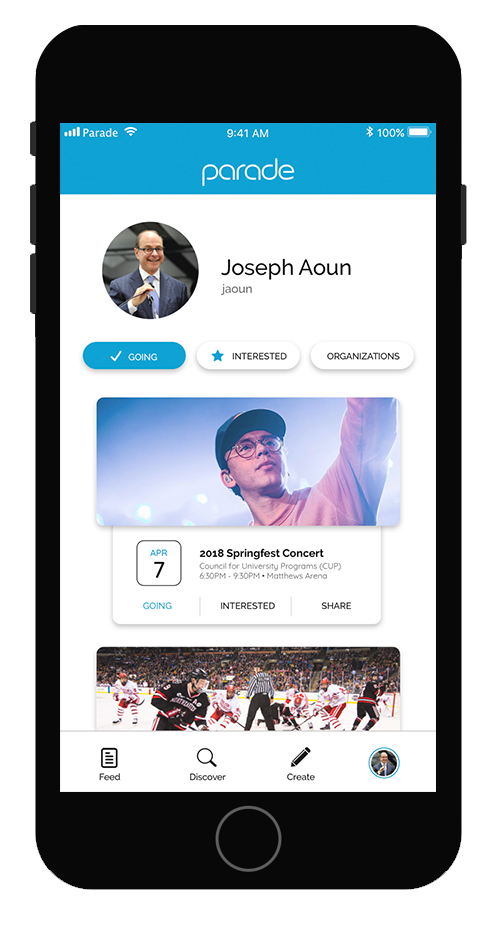 Parade 9:41 AM 100%
parade
Joseph Aoun
jaoun
GOING INTERESTED ORGANIZATIONS
APR
7
2018 Springfest Concert
Council for University Programs (CUP)
6:30PM - 9:30PM • Matthews Arena
GOING INTERESTED SHARE
NORTHEASTERN
Feed Discover Create